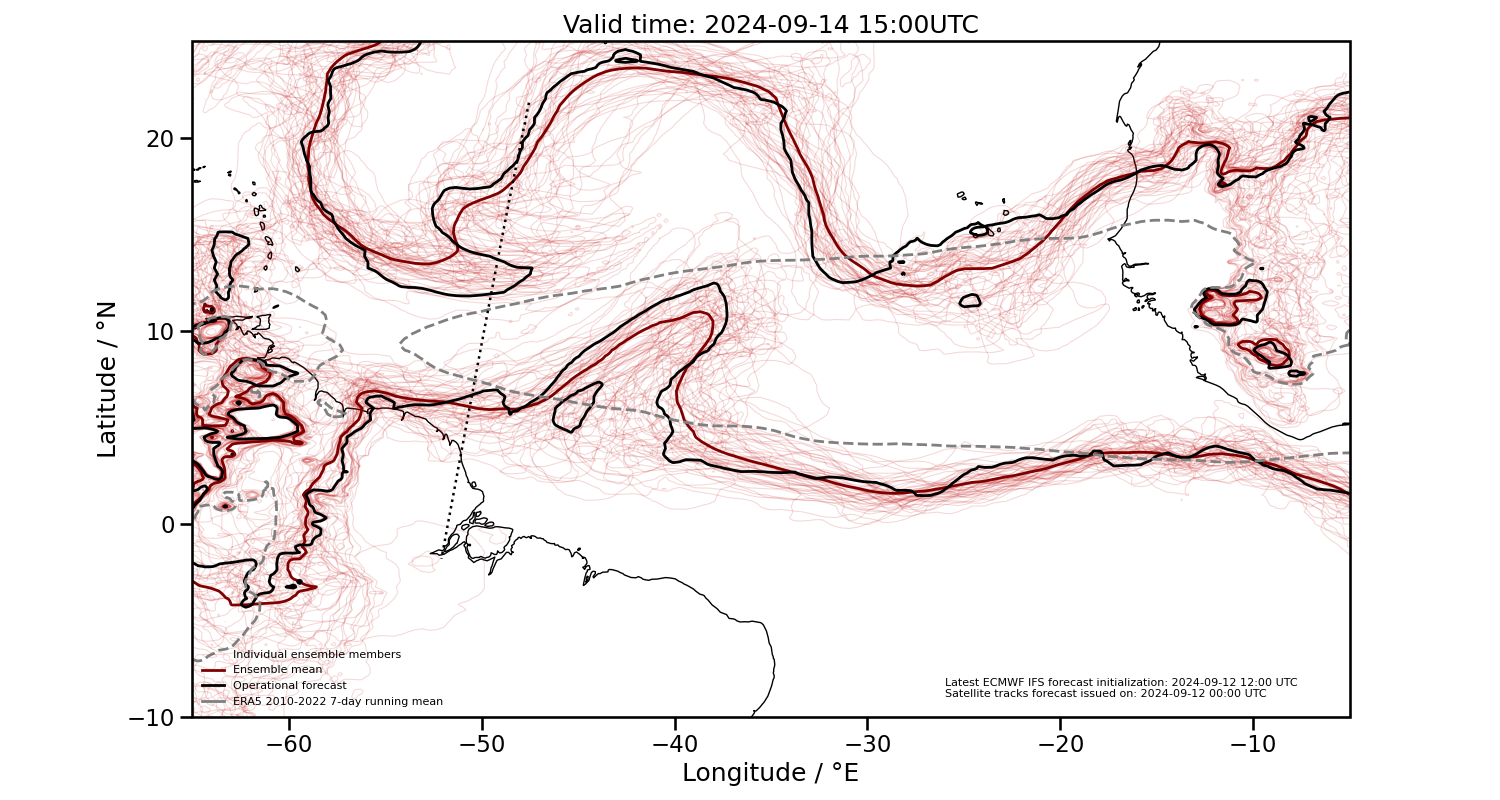 Valid time: 2024-09-14 15:00UTC
Latitude / °N
20
10
0
−10
Individual ensemble members
Ensemble mean
Operational forecast
ERA5 2010-2022 7-day running mean
Latest ECMWF IFS forecast initialization: 2024-09-12 12:00 UTC
Satellite tracks forecast issued on: 2024-09-12 00:00 UTC
−60 −50 −40 −30 −20 −10
Longitude / °E